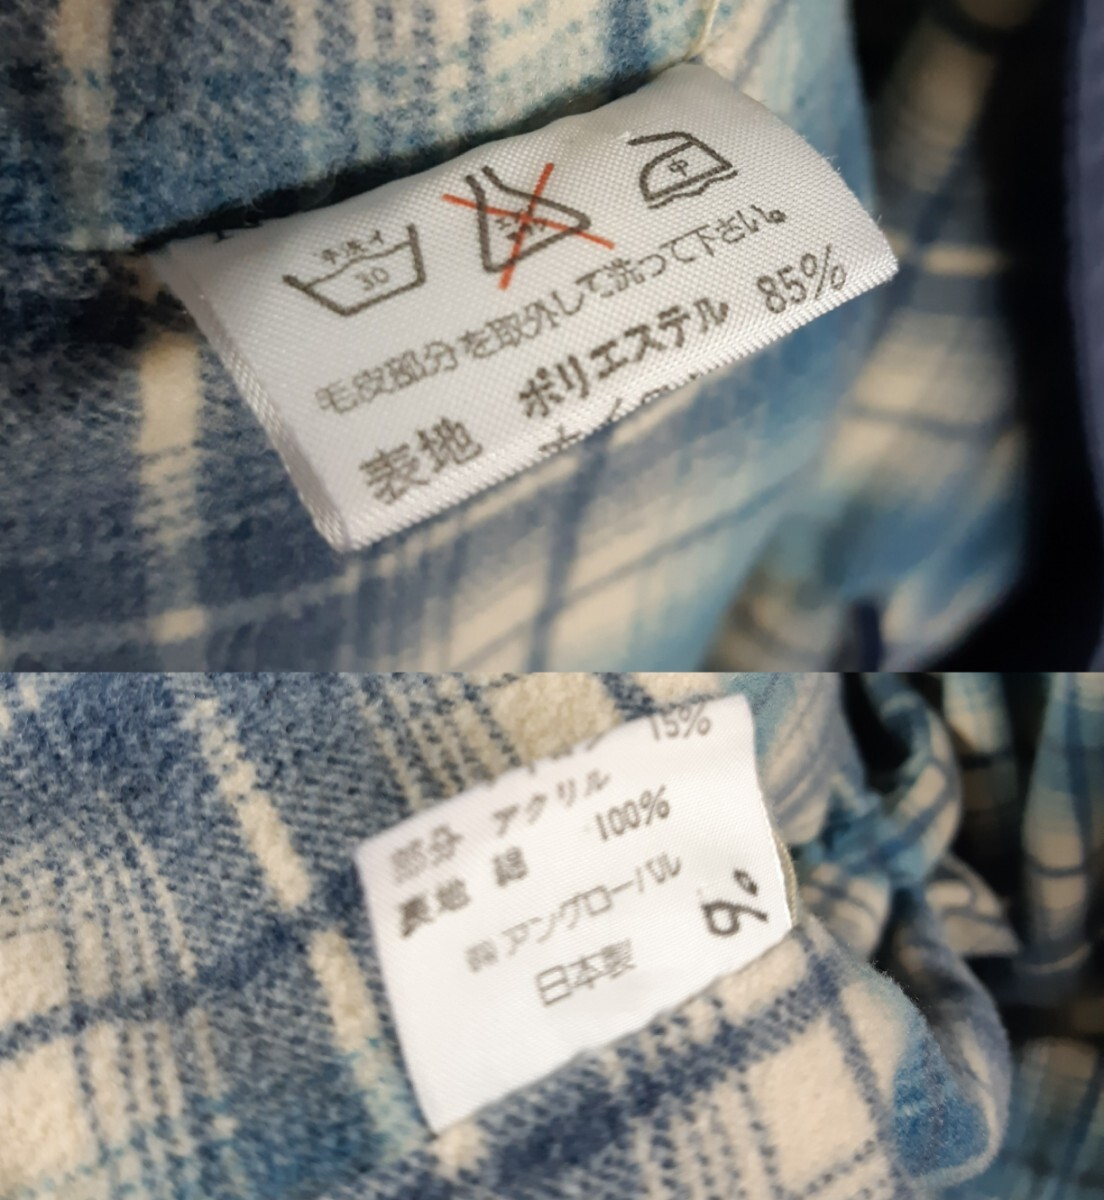 手洗イ
30
中
毛皮部分を取外して洗って下さい。
表地 ポリエステル 85%
15%
部分 アクリル
裏地 綿 100%
㈲アングローバル
日本製